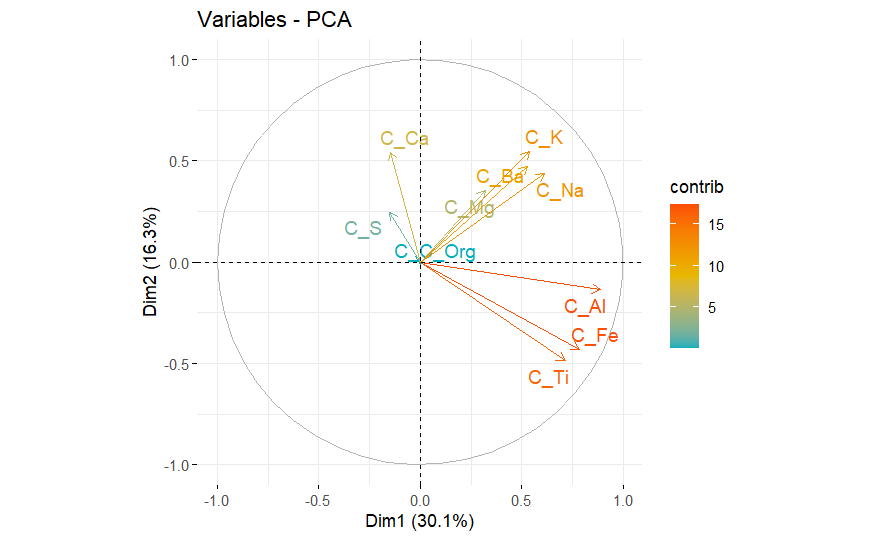 Variables - PCA
1.0
0.5
0.0
-0.5
-1.0
Dim2 (16.3%)
C_Ca
C_K
C_Ba
C_Na
C_Mg
C_S
C_C_Org
C_Al
C_Fe
C_Ti
-1.0
-0.5
0.0
0.5
1.0
Dim1 (30.1%)
contrib
15
10
5